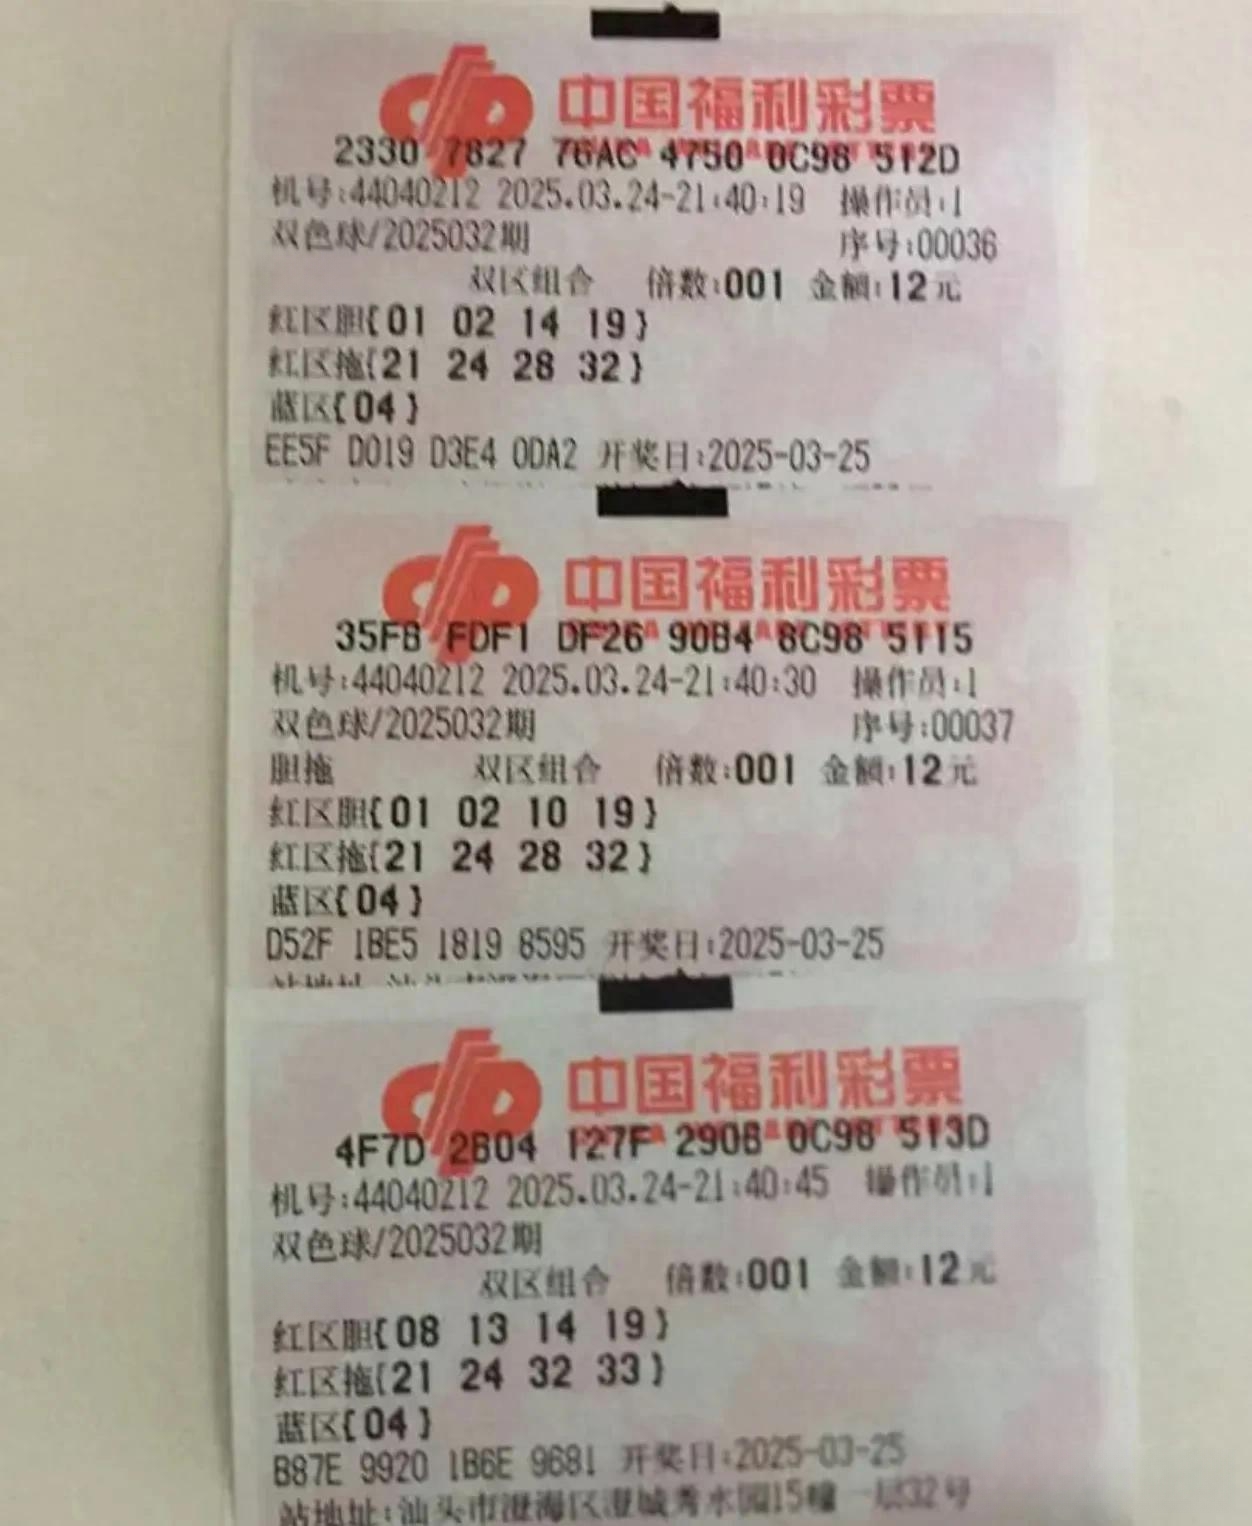 中国福利彩票
2330 7827 76AC 4750 0C98 512D
机号:44040212 2025.03.24-21:40:19 操作员:1
双色球/2025032期 序号:00036
双区组合 倍数:001 金额:12元
红区胆{01 02 14 19}
红区拖{21 24 28 32}
蓝区{04}
EE5F D019 D3E4 0DA2 开奖日:2025-03-25
中国福利彩票
35FB FDF1 DF26 90B4 8C98 5115
机号:44040212 2025.03.24-21:40:30 操作员:1
双色球/2025032期 序号:00037
胆拖 双区组合 倍数:001 金额:12元
红区胆{01 02 10 19}
红区拖{21 24 28 32}
蓝区{04}
D52F 1BE5 1819 8595 开奖日:2025-03-25
中国福利彩票
4F7D 2B04 127F 290B 0C98 513D
机号:44040212 2025.03.24-21:40:45 操作员:1
双色球/2025032期
双区组合 倍数:001 金额:12元
红区胆{08 13 14 19}
红区拖{21 24 32 33}
蓝区{04}
B87E 9920 1B6E 9681 开奖日:2025-03-25
站地址:汕头市澄海区澄城秀水园15幢一层32号